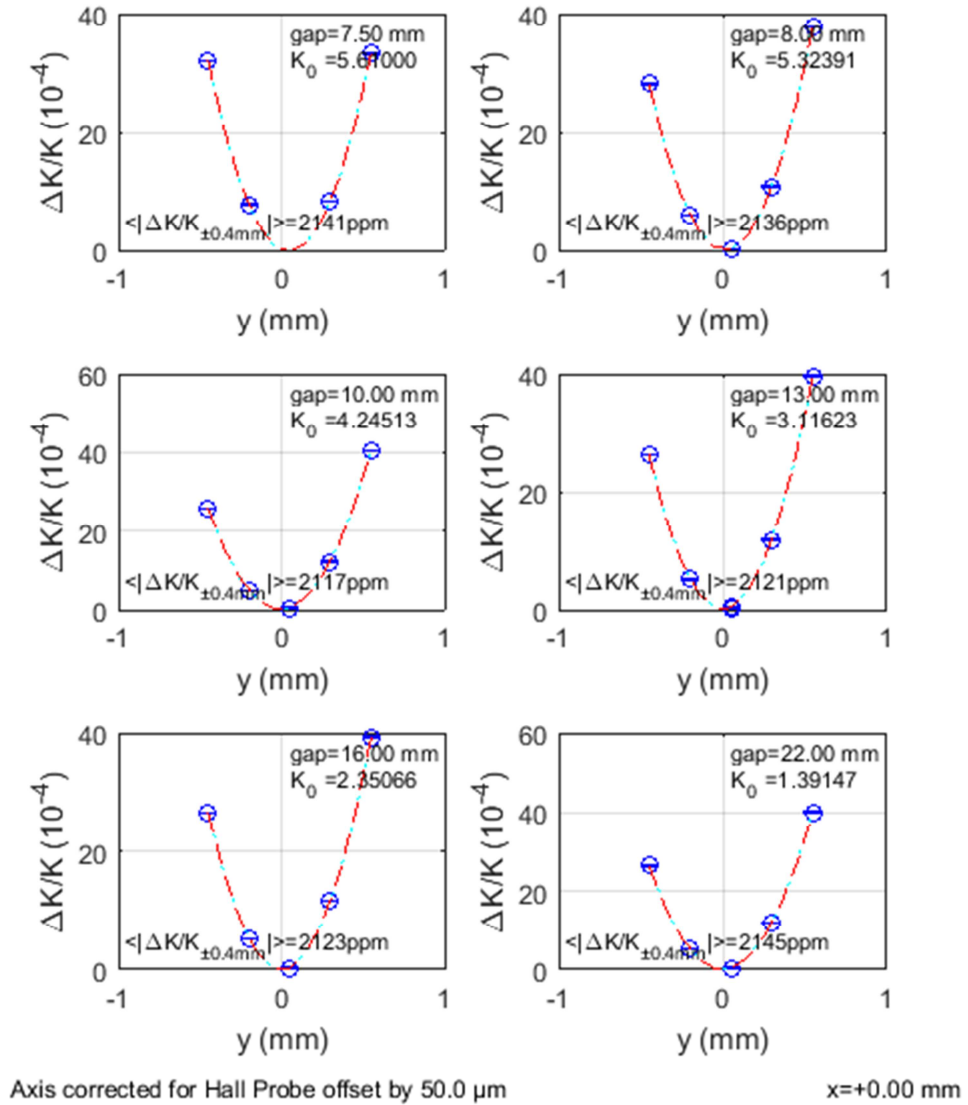 40
20
0
ΔK/K (10⁻⁴)
gap=7.50 mm
K₀ =
<|ΔK/K±0.4mm|>=2141ppm
-1 0 1
y (mm)
40
20
0
ΔK/K (10⁻⁴)
gap=8.00 mm
K₀ =5.32391
<|ΔK/K±0.4mm|>=2136ppm
-1 0 1
y (mm)
60
40
20
0
ΔK/K (10⁻⁴)
gap=10.00 mm
K₀ =4.24513
<|ΔK/K±0.4mm|>=2117ppm
-1 0 1
y (mm)
40
20
0
ΔK/K (10⁻⁴)
gap=13.00 mm
K₀ =3.11623
<|ΔK/K±0.4mm|>=2121ppm
-1 0 1
y (mm)
40
20
0
ΔK/K (10⁻⁴)
gap=16.00 mm
K₀ =2.35066
<|ΔK/K±0.4mm|>=2123ppm
-1 0 1
y (mm)
60
40
20
0
ΔK/K (10⁻⁴)
gap=22.00 mm
K₀ =1.39147
<|ΔK/K±0.4mm|>=2145ppm
-1 0 1
y (mm)
Axis corrected for Hall Probe offset by 50.0 μm
x=+0.00 mm